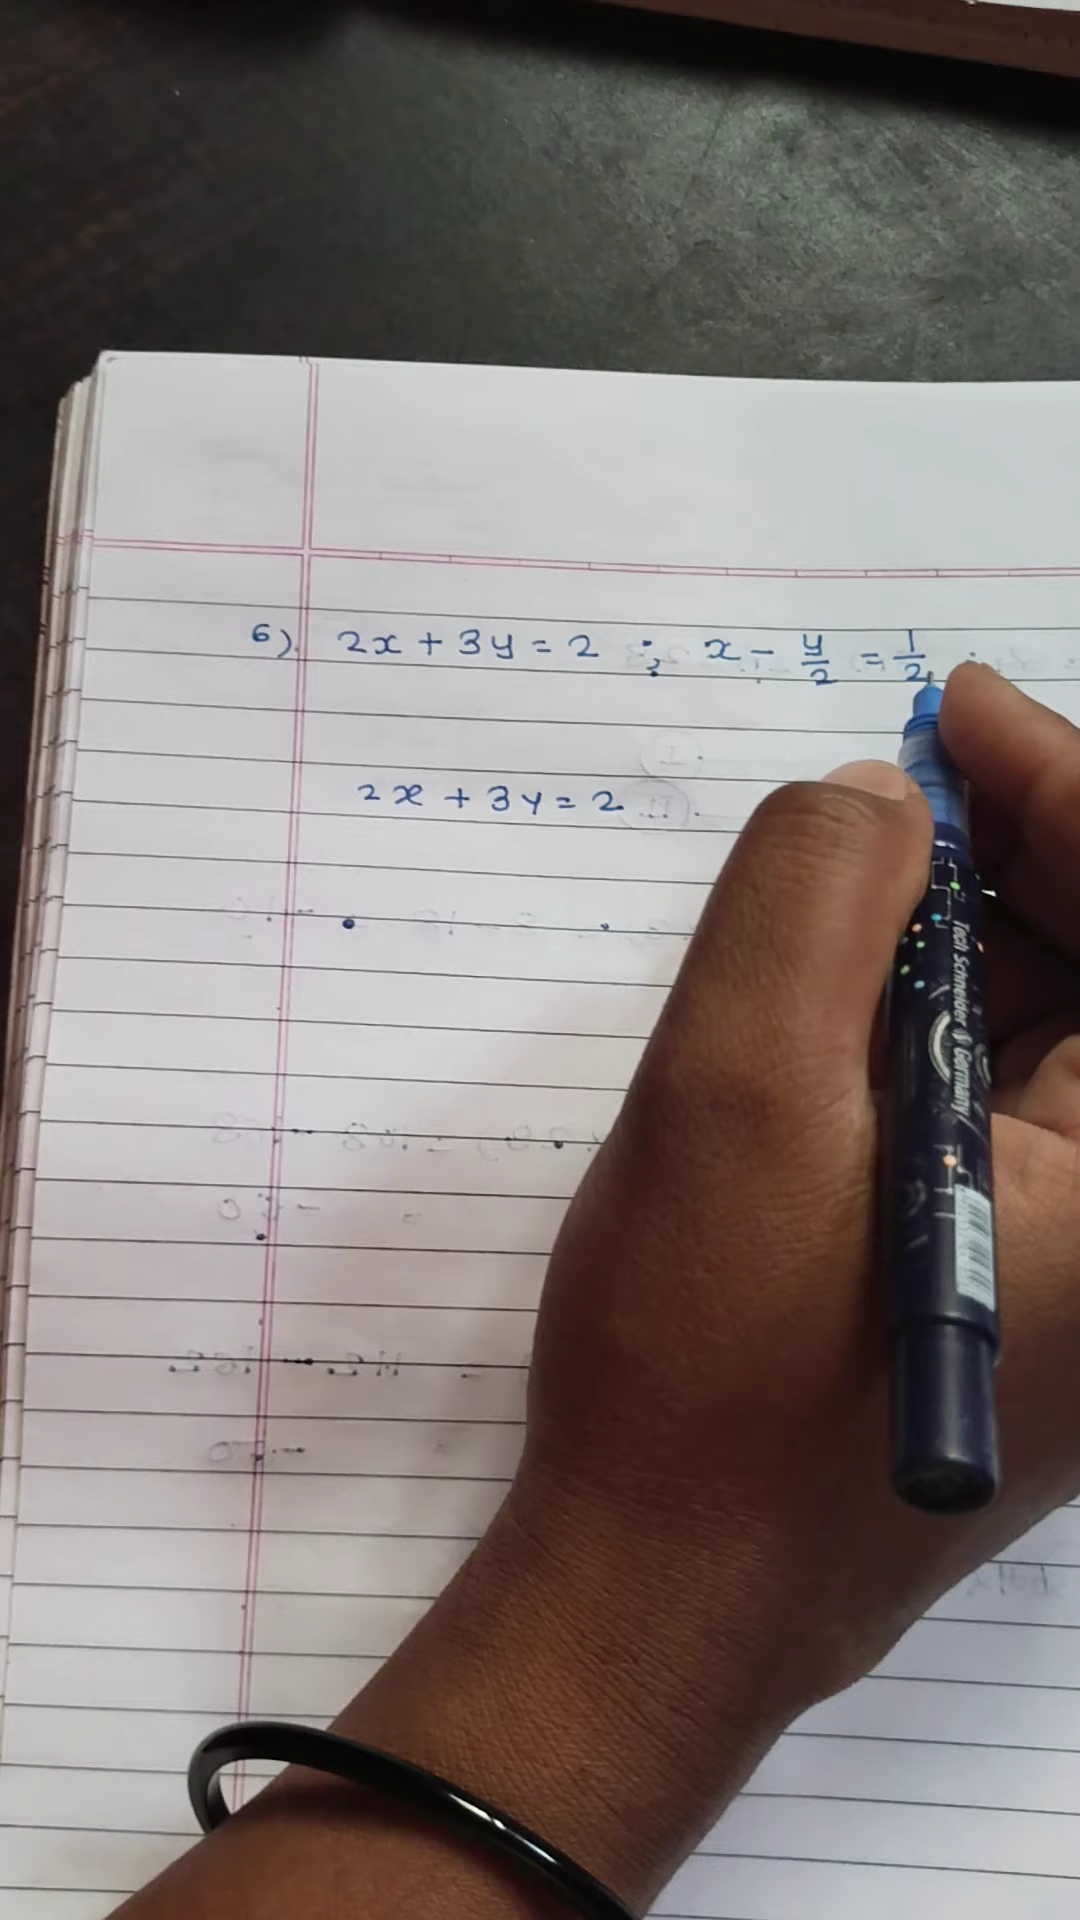 6). 2x + 3y = 2 ; x - y/2 = 1/2
2x + 3y = 2
Tech Schneider Germany